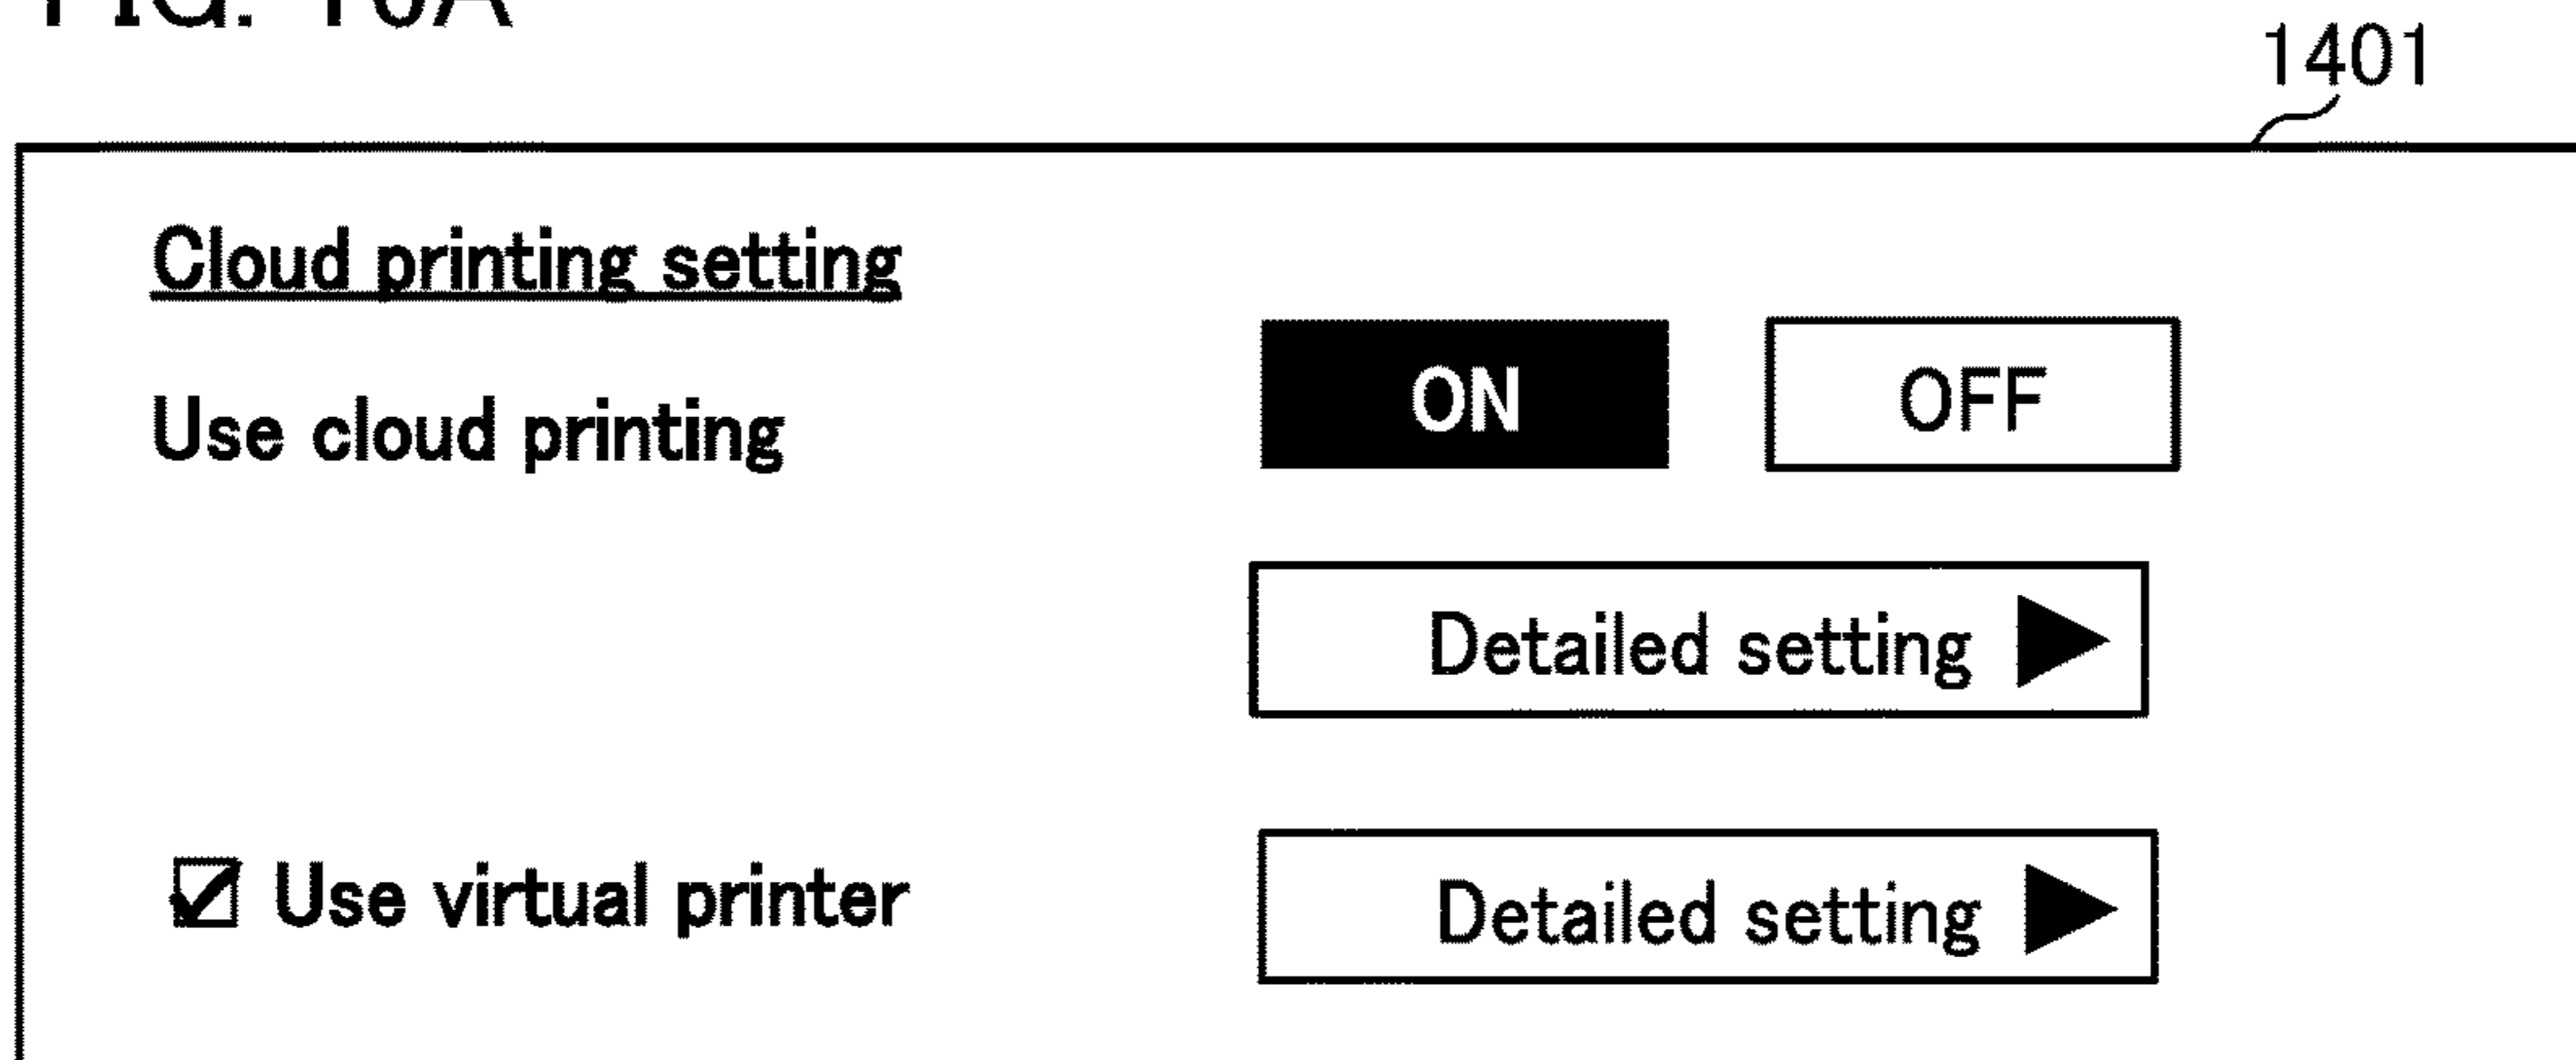 1401
Cloud printing setting
Use cloud printing
ON
OFF
Detailed setting
Use virtual printer
Detailed setting